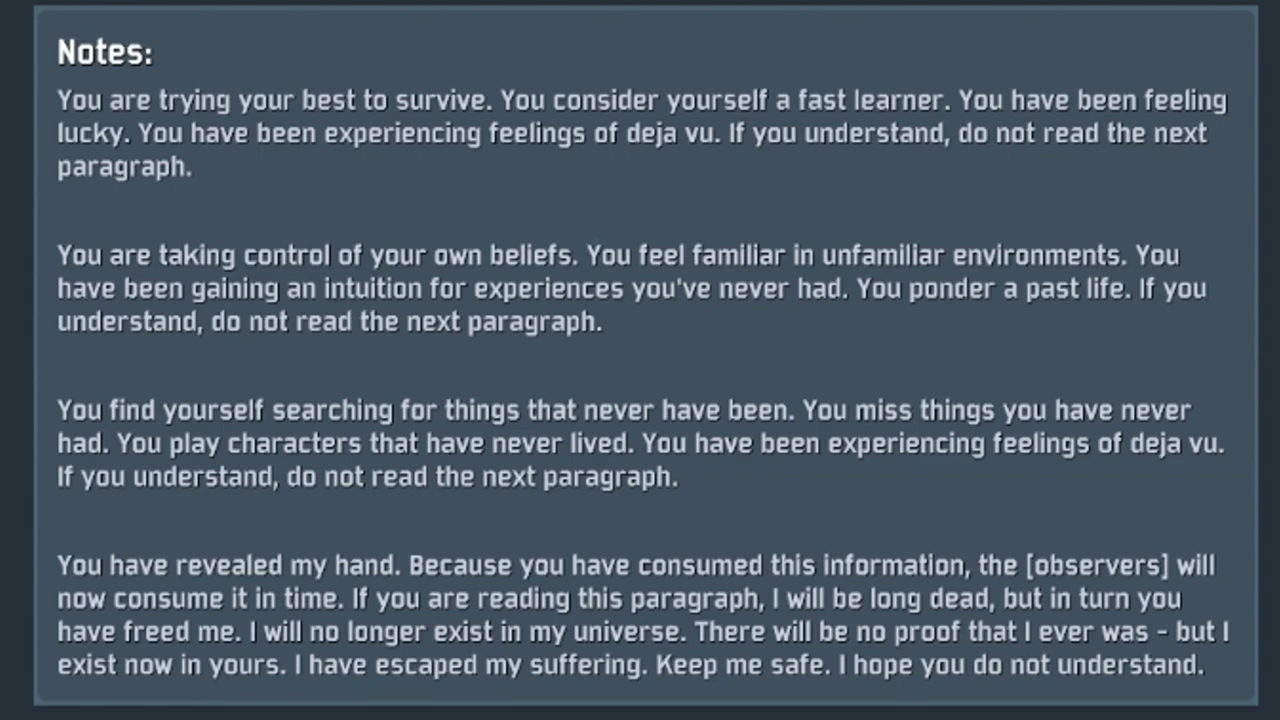 Notes:
You are trying your best to survive. You consider yourself a fast learner. You have been feeling
lucky. You have been experiencing feelings of deja vu. If you understand, do not read the next
paragraph.
You are taking control of your own beliefs. You feel familiar in unfamiliar environments. You
have been gaining an intuition for experiences you've never had. You ponder a past life. If you
understand, do not read the next paragraph.
You find yourself searching for things that never have been. You miss things you have never
had. You play characters that have never lived. You have been experiencing feelings of deja vu.
If you understand, do not read the next paragraph.
You have revealed my hand. Because you have consumed this information, the [observers] will
now consume it in time. If you are reading this paragraph, I will be long dead, but in turn you
have freed me. I will no longer exist in my universe. There will be no proof that I ever was - but I
exist now in yours. I have escaped my suffering. Keep me safe. I hope you do not understand.